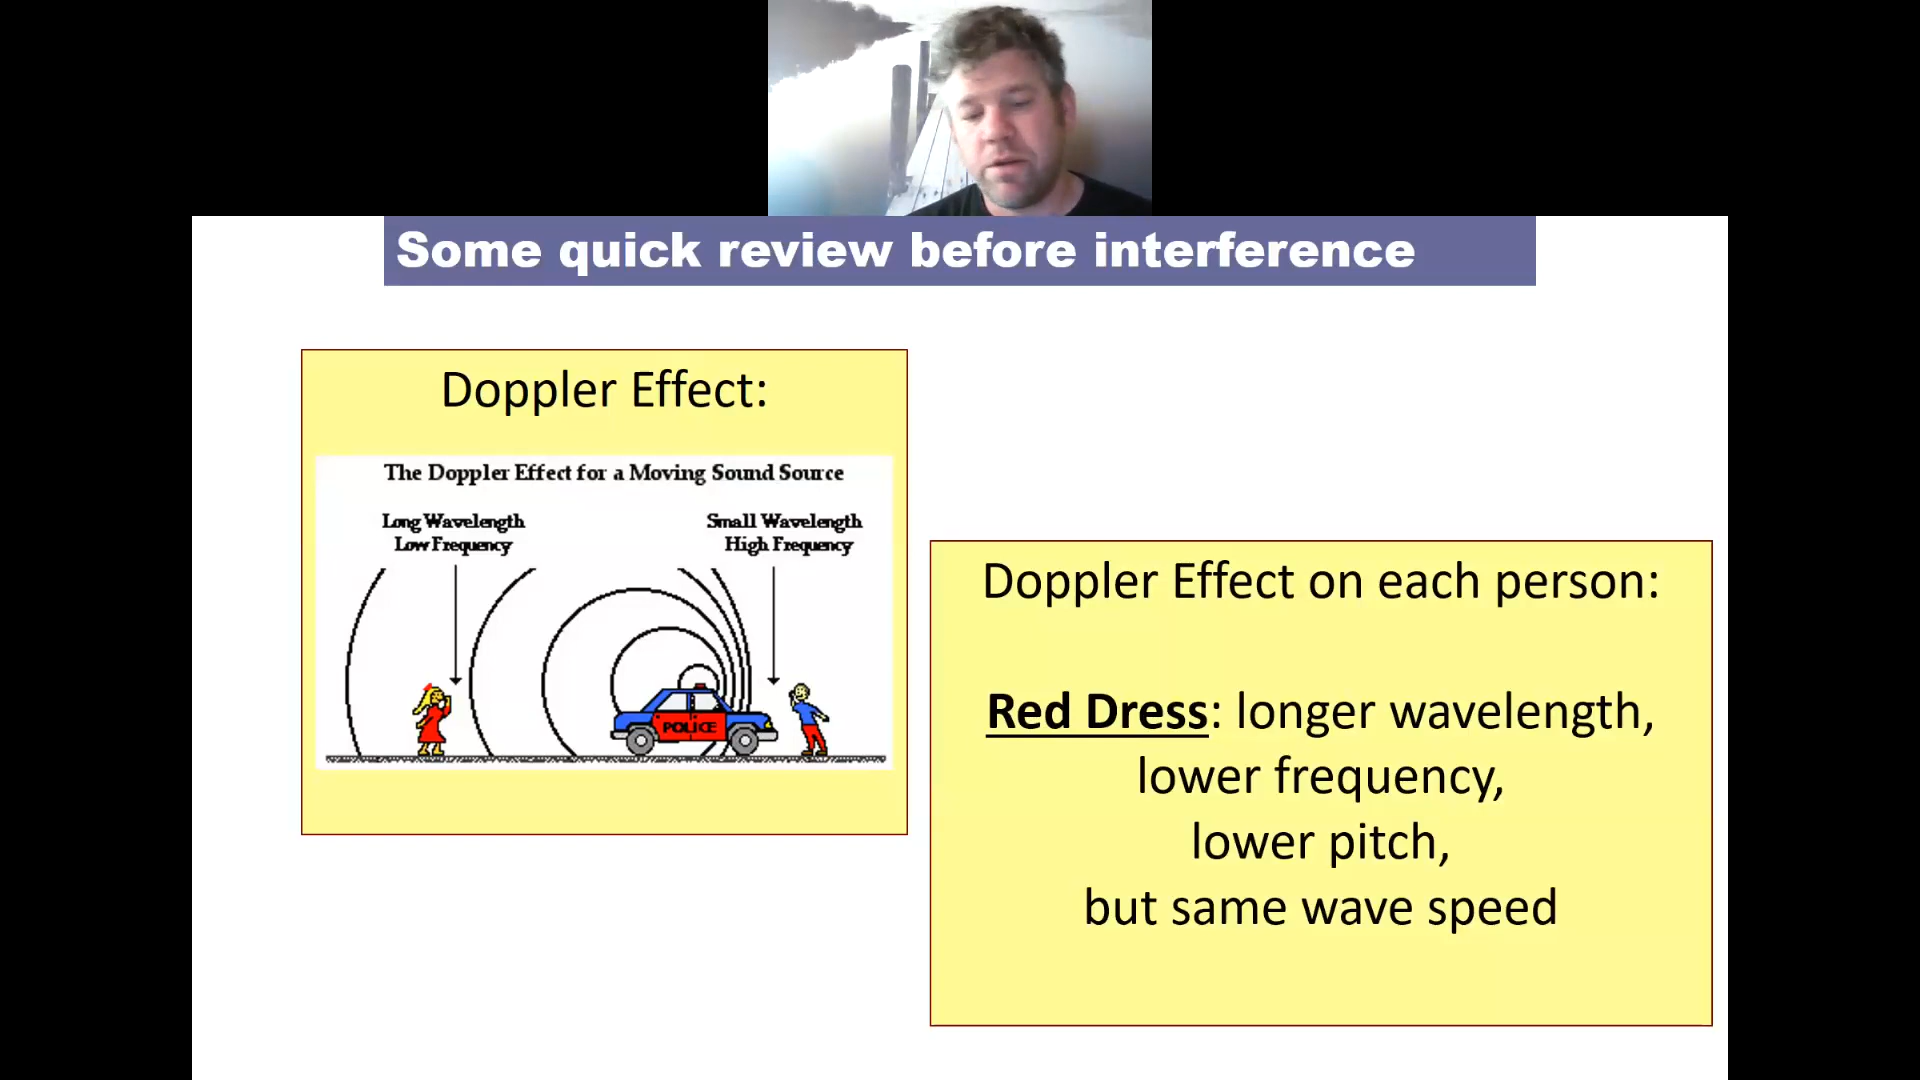 Some quick review before interference
Doppler Effect:
The Doppler Effect for a Moving Sound Source
Long Wavelength
Low Frequency
Small Wavelength
High Frequency
POLICE
Doppler Effect on each person:
Red Dress: longer wavelength,
lower frequency,
lower pitch,
but same wave speed